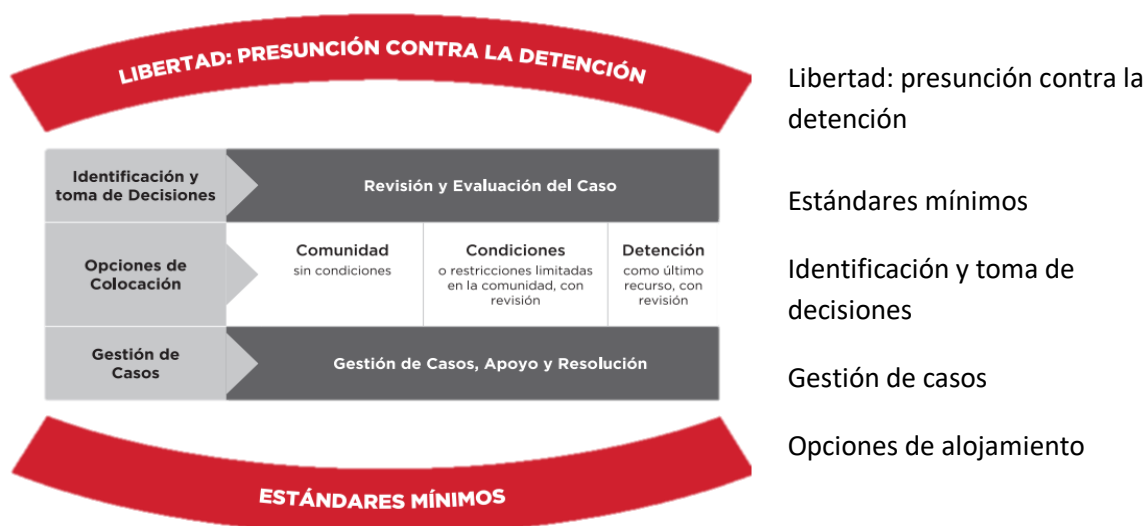 LIBERTAD: PRESUNCIÓN CONTRA LA DETENCIÓN
Identificación y
toma de Decisiones
Revisión y Evaluación del Caso
Opciones de
Colocación
Comunidad
sin condiciones
Condiciones
o restricciones limitadas
en la comunidad, con
revisión
Detención
como último
recurso, con
revisión
Gestión de
Casos
Gestión de Casos, Apoyo y Resolución
ESTÁNDARES MÍNIMOS
Libertad: presunción contra la
detención
Estándares mínimos
Identificación y toma de
decisiones
Gestión de casos
Opciones de alojamiento